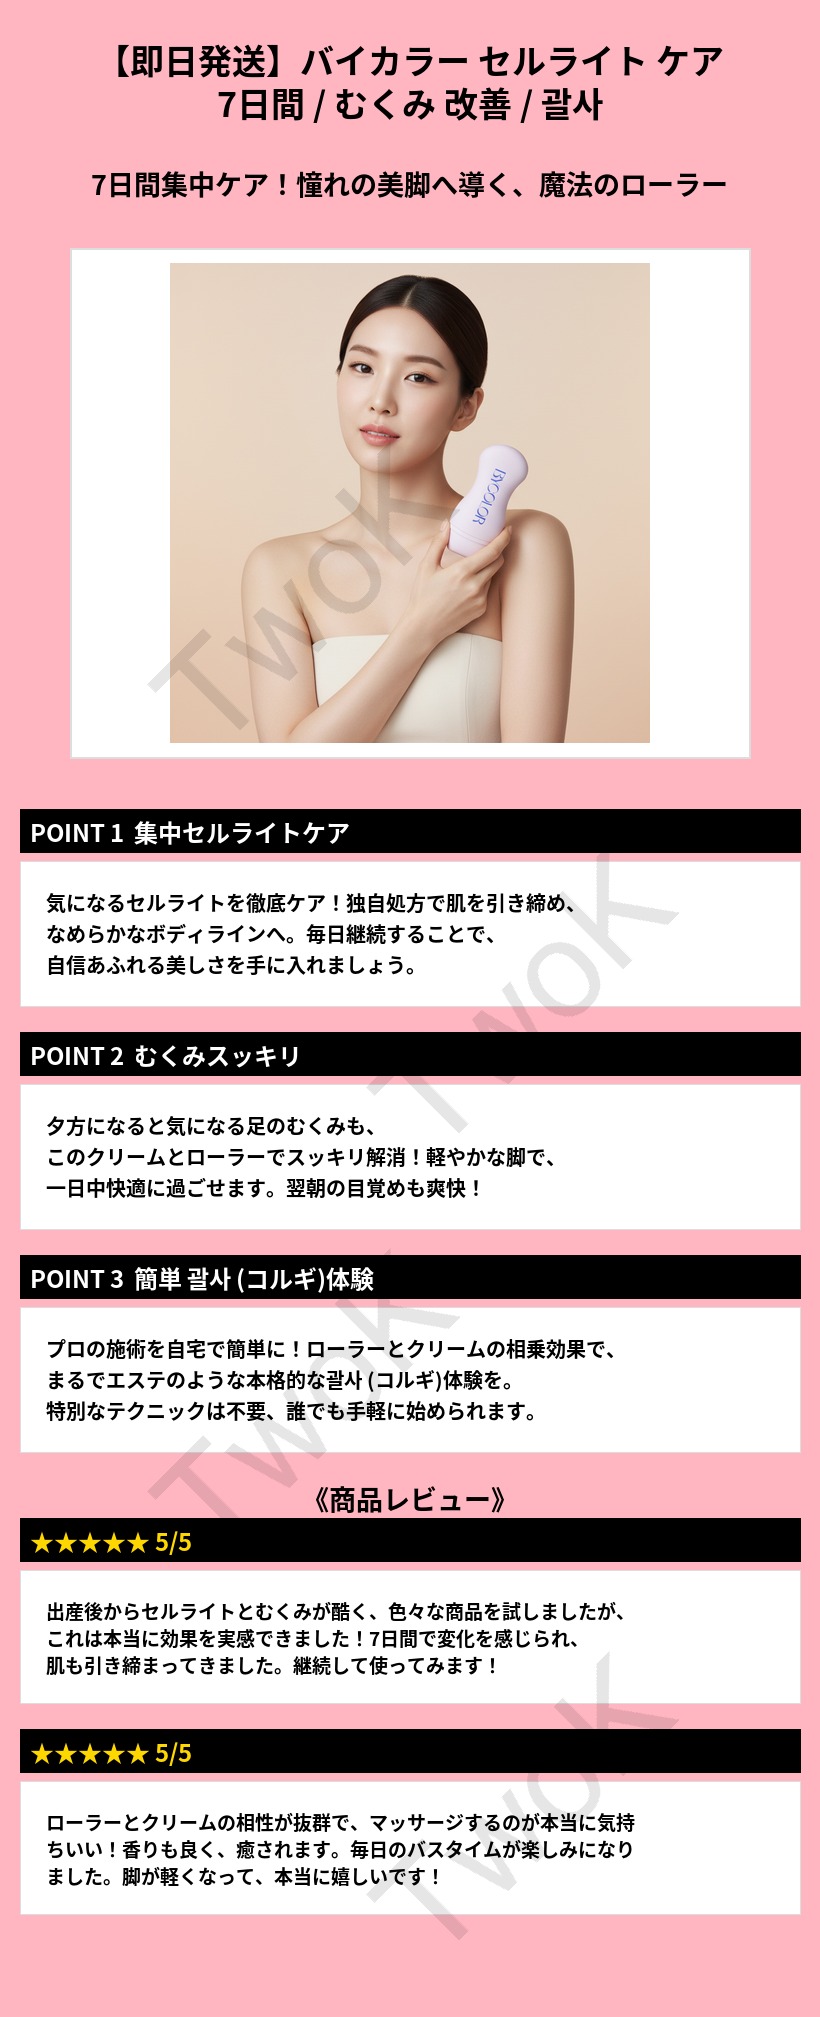 【即日発送】バイカラー セルライト ケア
7日間 / むくみ 改善 / 괄사
7日間集中ケア！憧れの美脚へ導く、魔法のローラー
BYCOLOR
TwoK
POINT 1 集中セルライトケア
気になるセルライトを徹底ケア！独自処方で肌を引き締め、
なめらかなボディラインへ。毎日継続することで、
自信あふれる美しさを手に入れましょう。
TwoK
POINT 2 むくみスッキリ
夕方になると気になる足のむくみも、
このクリームとローラーでスッキリ解消！軽やかな脚で、
一日中快適に過ごせます。翌朝の目覚めも爽快！
POINT 3 簡単 괄사 (コルギ)体験
プロの施術を自宅で簡単に！ローラーとクリームの相乗効果で、
まるでエステのような本格的な괄사 (コルギ)体験を。
特別なテクニックは不要、誰でも手軽に始められます。
TwoK
《商品レビュー》
★★★★★ 5/5
出産後からセルライトとむくみが酷く、色々な商品を試しましたが、
これは本当に効果を実感できました！7日間で変化を感じられ、
肌も引き締まってきました。継続して使ってみます！
★★★★★ 5/5
ローラーとクリームの相性が抜群で、マッサージするのが本当に気持
ちいい！香りも良く、癒されます。毎日のバスタイムが楽しみになり
ました。脚が軽くなって、本当に嬉しいです！
TwoK